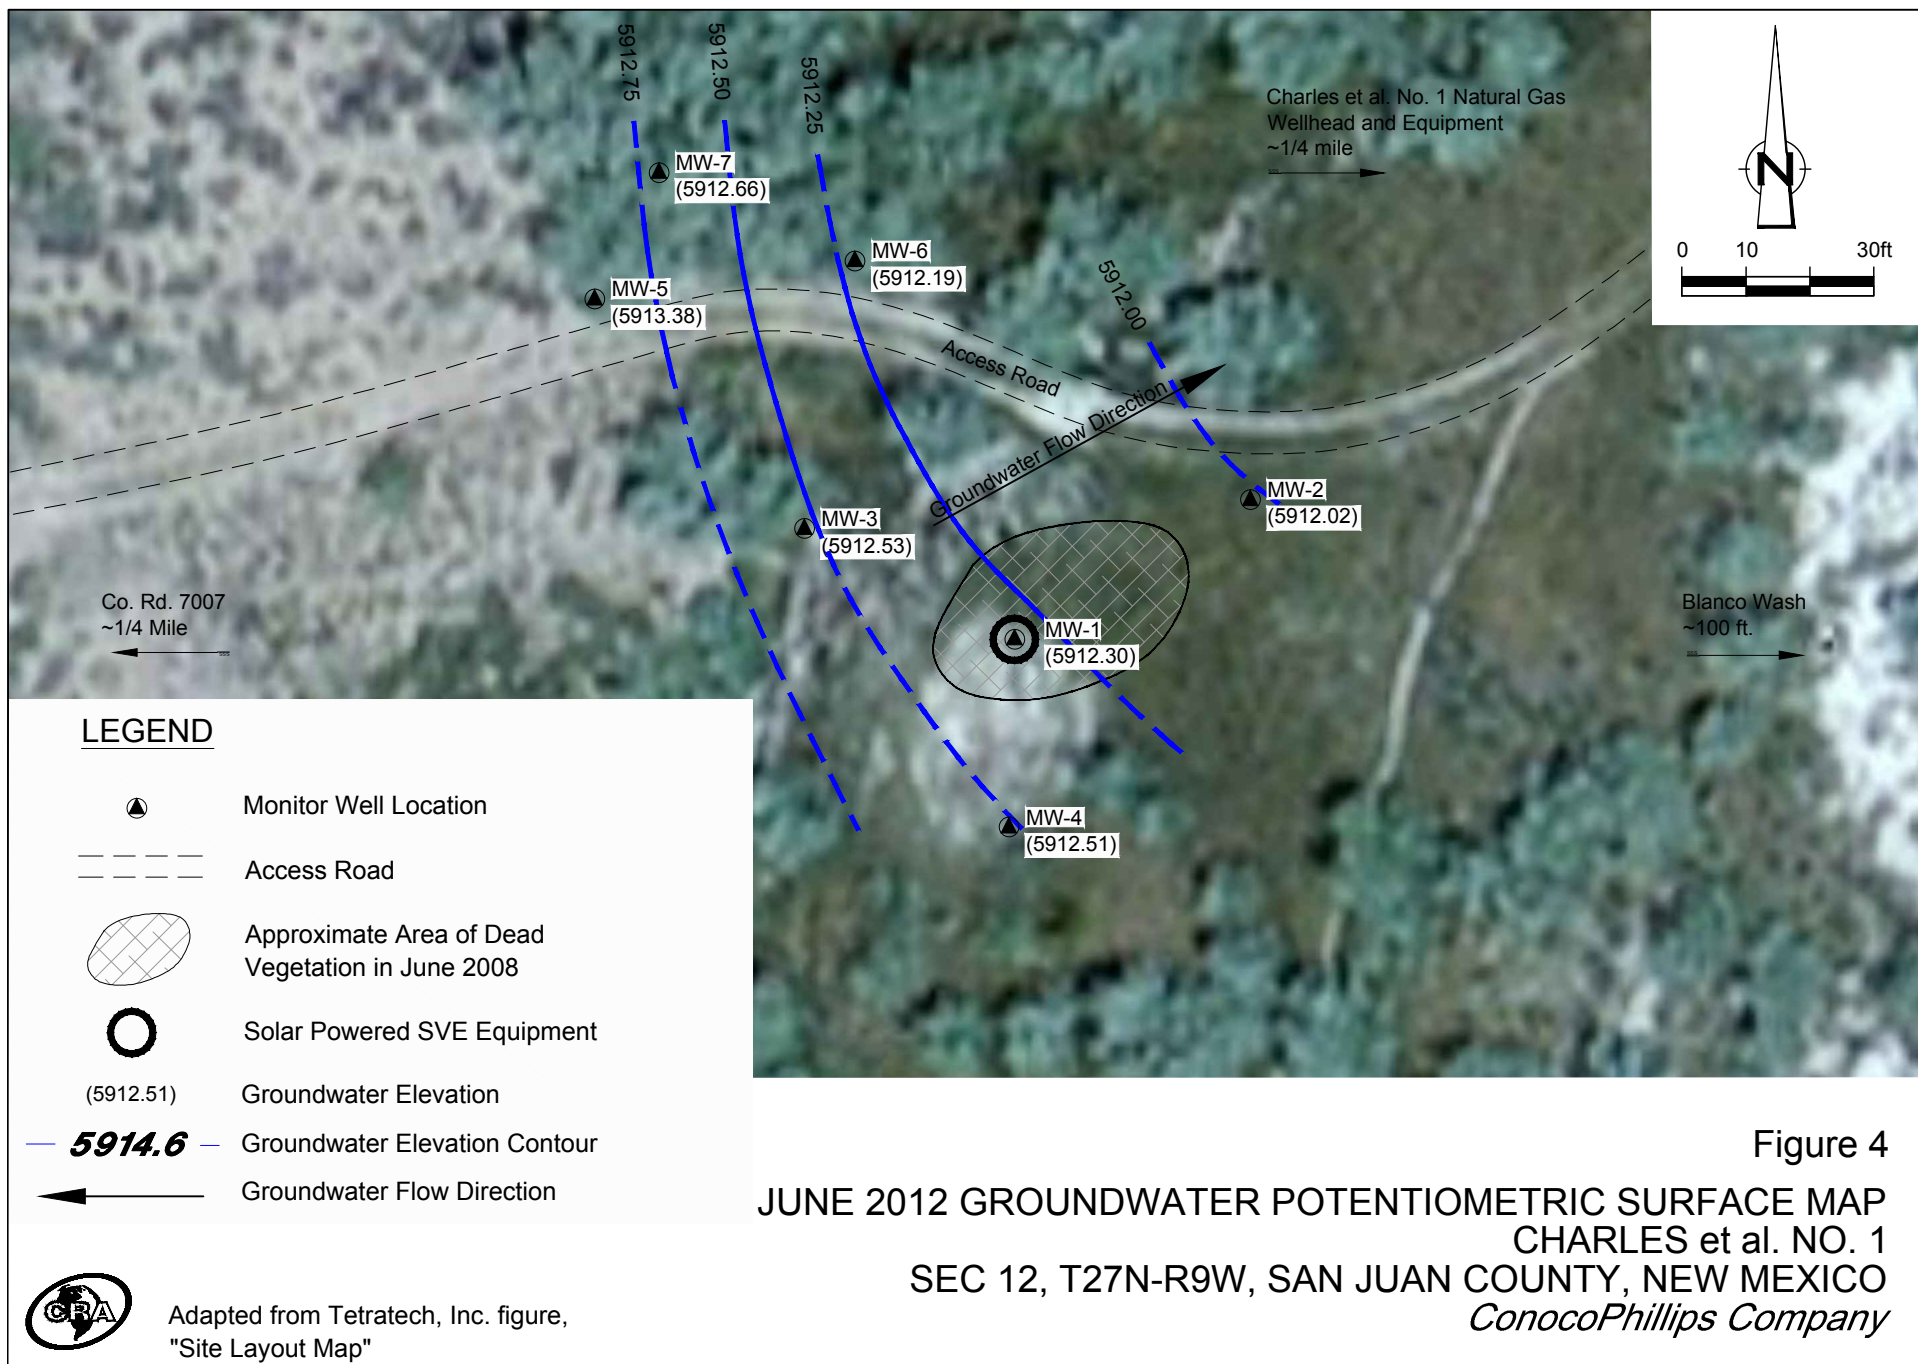 5912.75
5912.50
5912.25
5912.00
Charles et al. No. 1 Natural Gas
Wellhead and Equipment
~1/4 mile
N
0 10 30ft
MW-7
(5912.66)
MW-6
(5912.19)
MW-5
(5913.38)
Access Road
Groundwater Flow Direction
MW-2
(5912.02)
MW-3
(5912.53)
Co. Rd. 7007
~1/4 Mile
MW-1
(5912.30)
Blanco Wash
~100 ft.
MW-4
(5912.51)
LEGEND
Monitor Well Location
Access Road
Approximate Area of Dead
Vegetation in June 2008
Solar Powered SVE Equipment
(5912.51) Groundwater Elevation
5914.6 Groundwater Elevation Contour
Groundwater Flow Direction
CRA
Adapted from Tetratech, Inc. figure,
"Site Layout Map"
Figure 4
JUNE 2012 GROUNDWATER POTENTIOMETRIC SURFACE MAP
CHARLES et al. NO. 1
SEC 12, T27N-R9W, SAN JUAN COUNTY, NEW MEXICO
ConocoPhillips Company